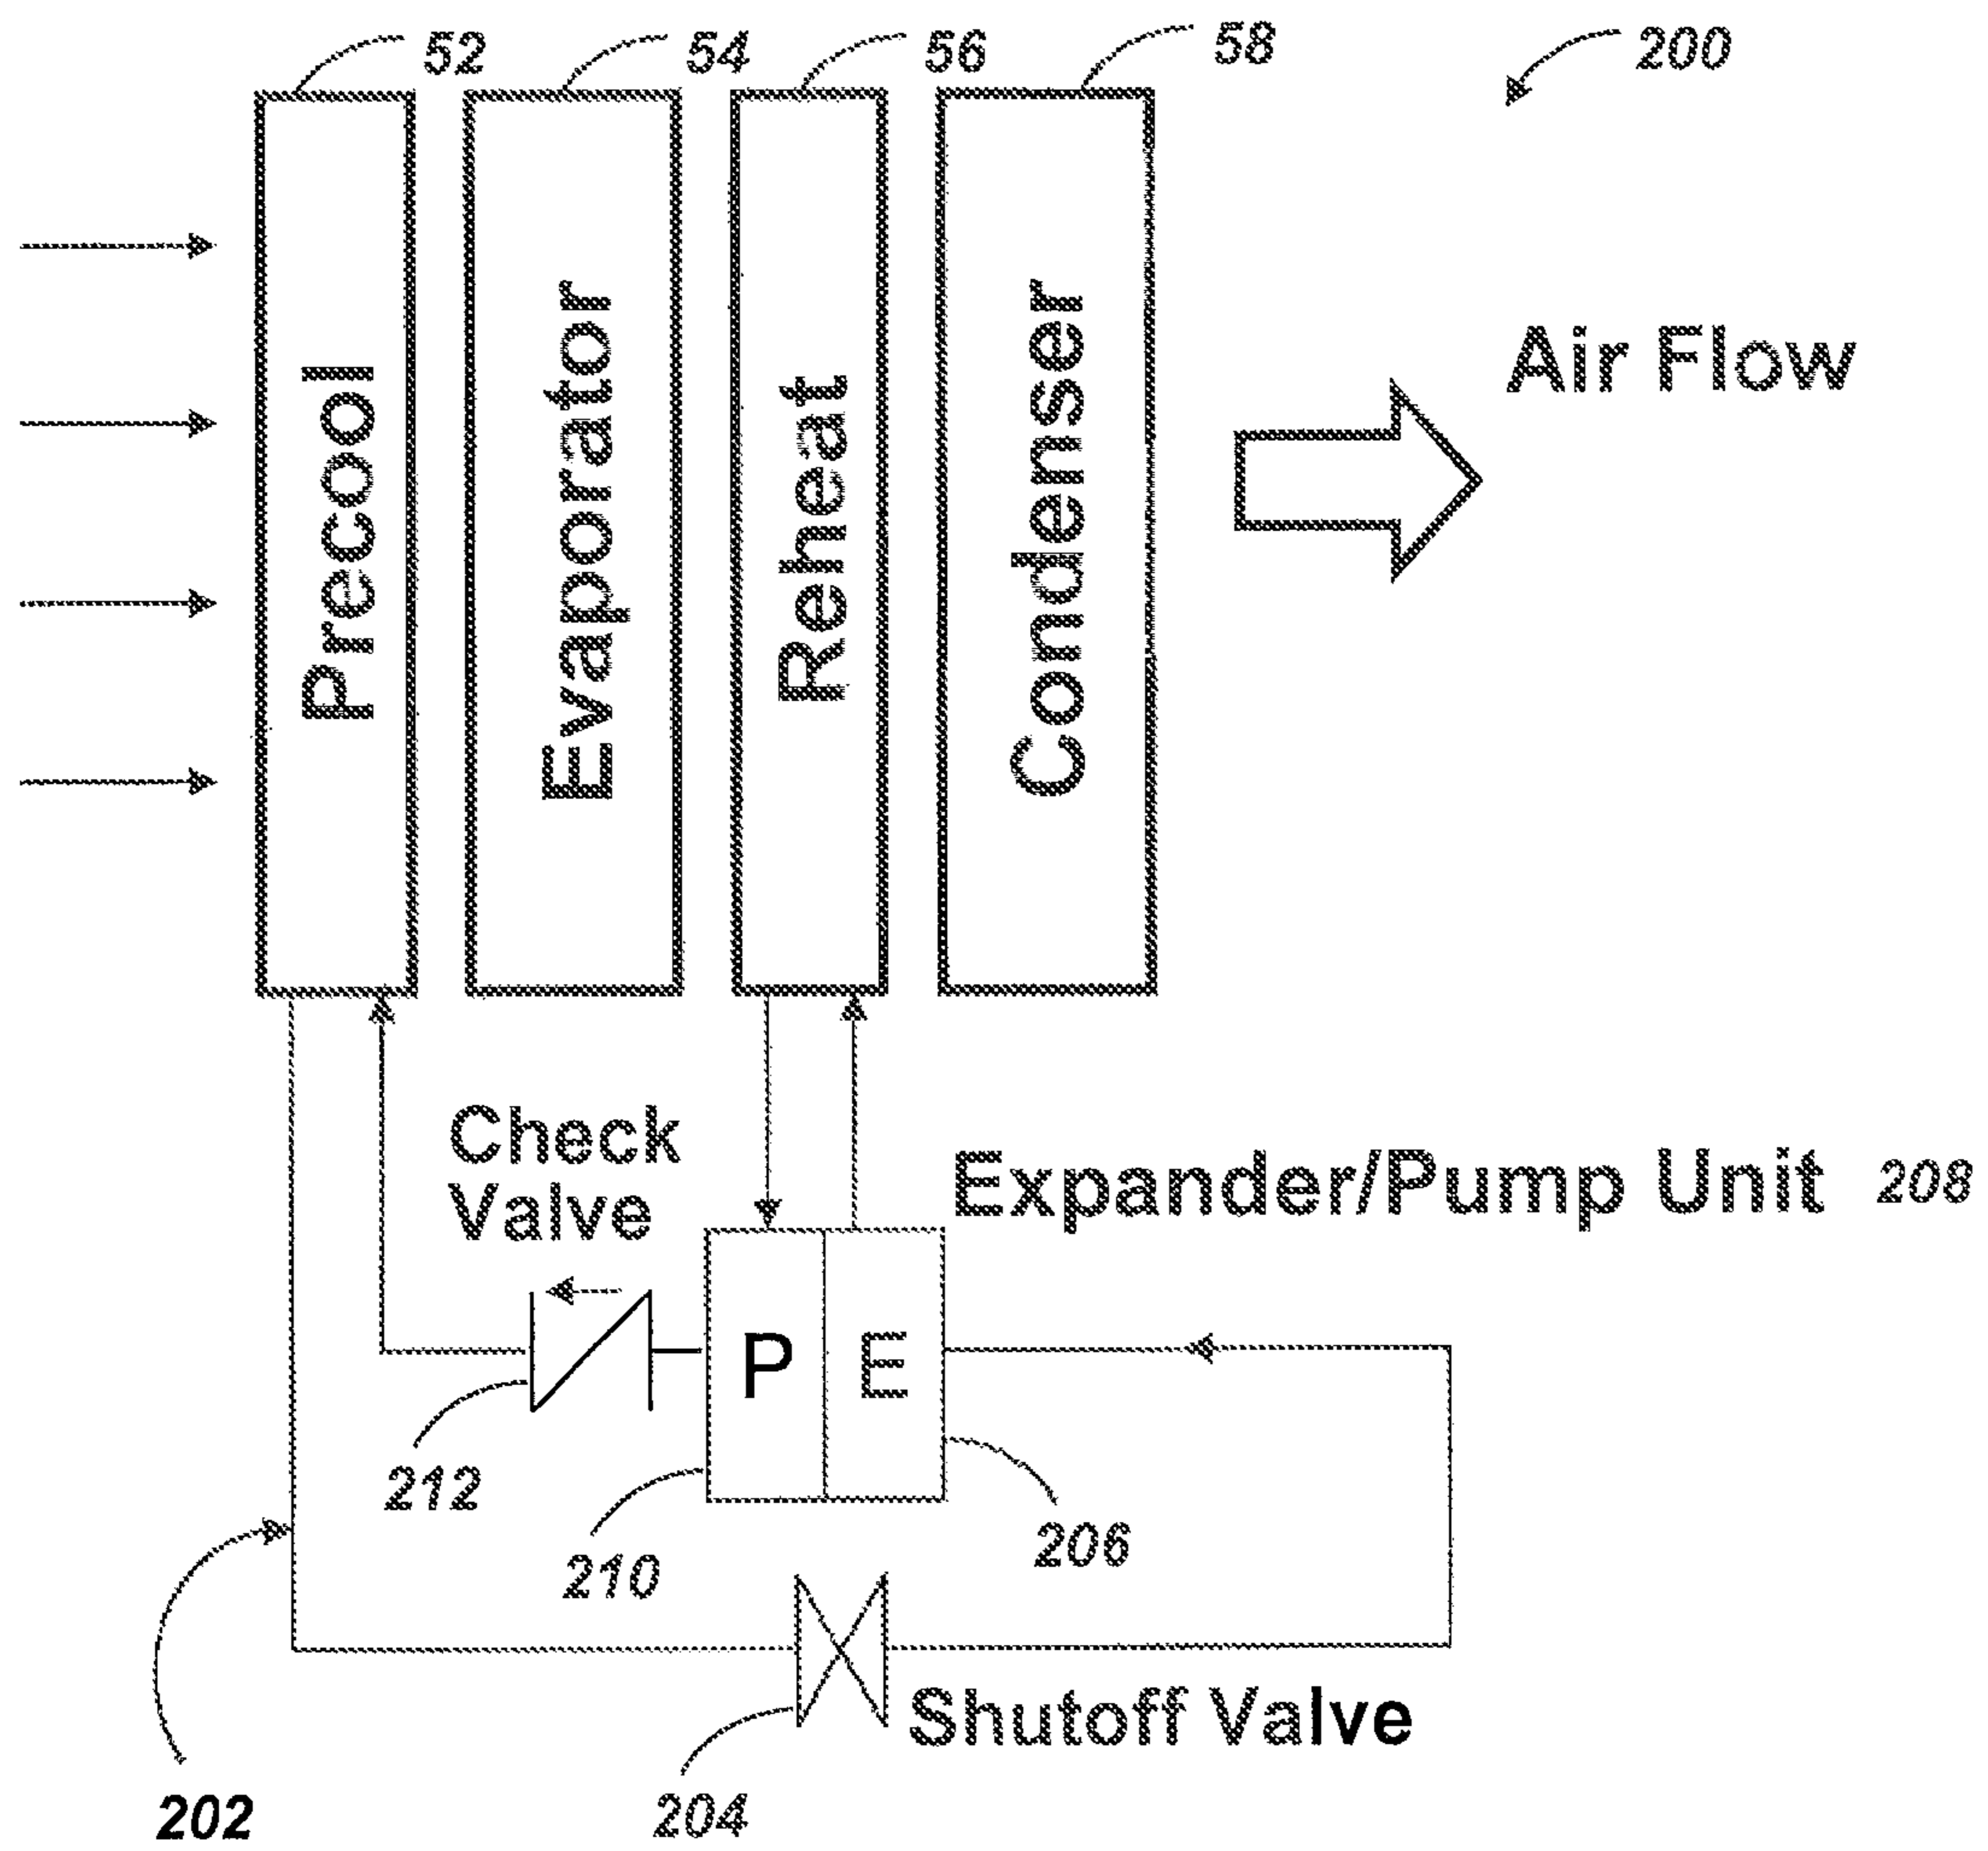 52
54
56
58
200
Precool
Evaporator
Reheat
Condenser
Air Flow
Check
Valve
Expander/Pump Unit 208
P
E
212
210
206
Shutoff Valve
202
204